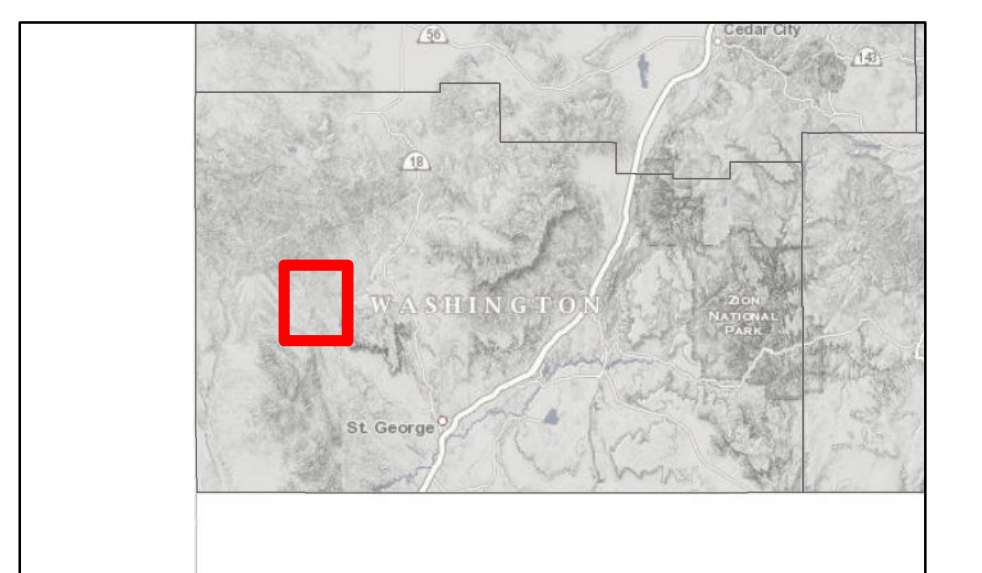 56
Cedar City
143
18
WASHINGTON
ZION
NATIONAL
PARK
St. George